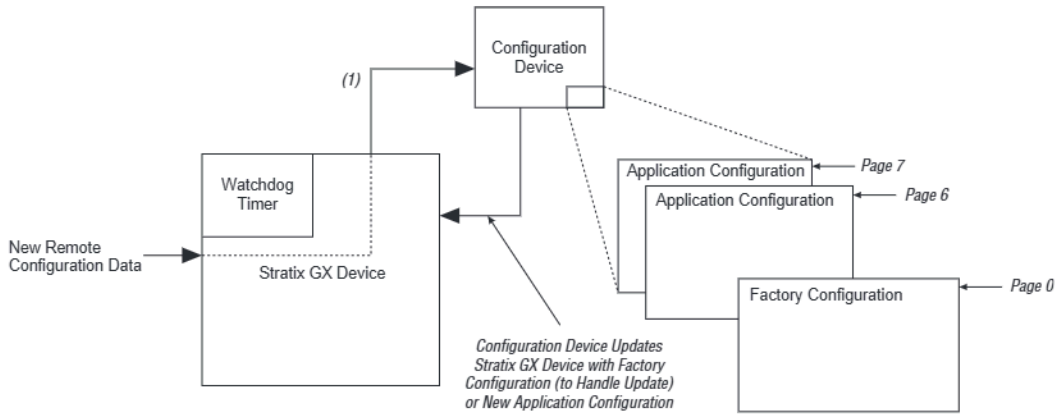 Configuration
Device
(1)
Application Configuration
Page 7
Application Configuration
Page 6
Watchdog
Timer
New Remote
Configuration Data
Stratix GX Device
Factory Configuration
Page 0
Configuration Device Updates
Stratix GX Device with Factory
Configuration (to Handle Update)
or New Application Configuration